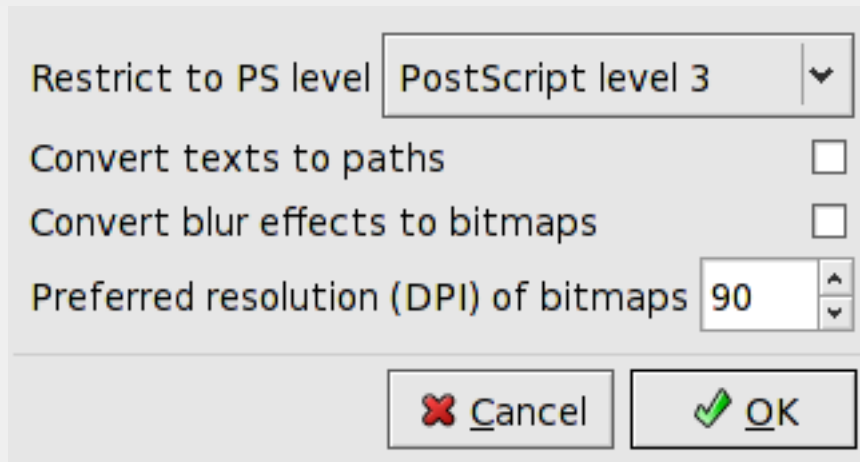 Restrict to PS level PostScript level 3
Convert texts to paths
Convert blur effects to bitmaps
Preferred resolution (DPI) of bitmaps 90
Cancel OK